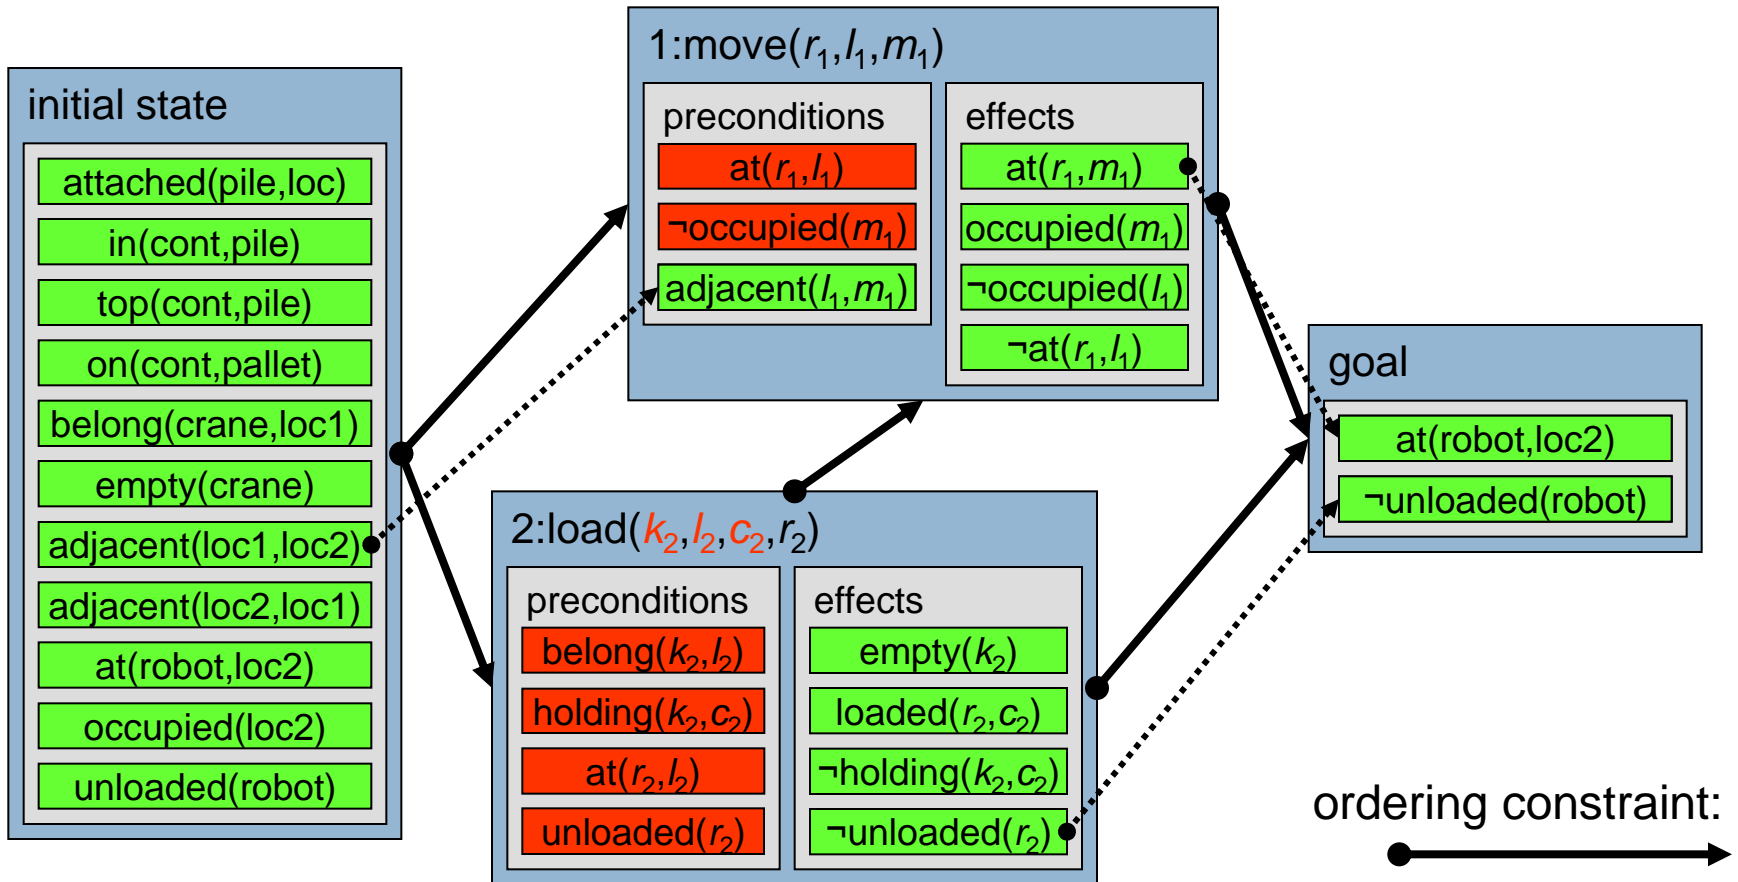 initial state
attached(pile,loc)
in(cont,pile)
top(cont,pile)
on(cont,pallet)
belong(crane,loc1)
empty(crane)
adjacent(loc1,loc2)
adjacent(loc2,loc1)
at(robot,loc2)
occupied(loc2)
unloaded(robot)
1:move(r₁,l₁,m₁)
preconditions
at(r₁,l₁)
¬occupied(m₁)
adjacent(l₁,m₁)
effects
at(r₁,m₁)
occupied(m₁)
¬occupied(l₁)
¬at(r₁,l₁)
2:load(k₂,l₂,c₂,r₂)
preconditions
belong(k₂,l₂)
holding(k₂,c₂)
at(r₂,l₂)
unloaded(r₂)
effects
empty(k₂)
loaded(r₂,c₂)
¬holding(k₂,c₂)
¬unloaded(r₂)
goal
at(robot,loc2)
¬unloaded(robot)
ordering constraint: